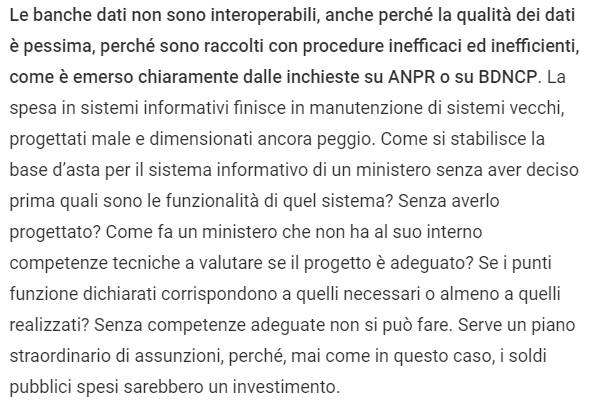 Le banche dati non sono interoperabili, anche perché la qualità dei dati
è pessima, perché sono raccolti con procedure inefficaci ed inefficienti,
come è emerso chiaramente dalle inchieste su ANPR o su BDNCP. La
spesa in sistemi informativi finisce in manutenzione di sistemi vecchi,
progettati male e dimensionati ancora peggio. Come si stabilisce la
base d’asta per il sistema informativo di un ministero senza aver deciso
prima quali sono le funzionalità di quel sistema? Senza averlo
progettato? Come fa un ministero che non ha al suo interno
competenze tecniche a valutare se il progetto è adeguato? Se i punti
funzione dichiarati corrispondono a quelli necessari o almeno a quelli
realizzati? Senza competenze adeguate non si può fare. Serve un piano
straordinario di assunzioni, perché, mai come in questo caso, i soldi
pubblici spesi sarebbero un investimento.